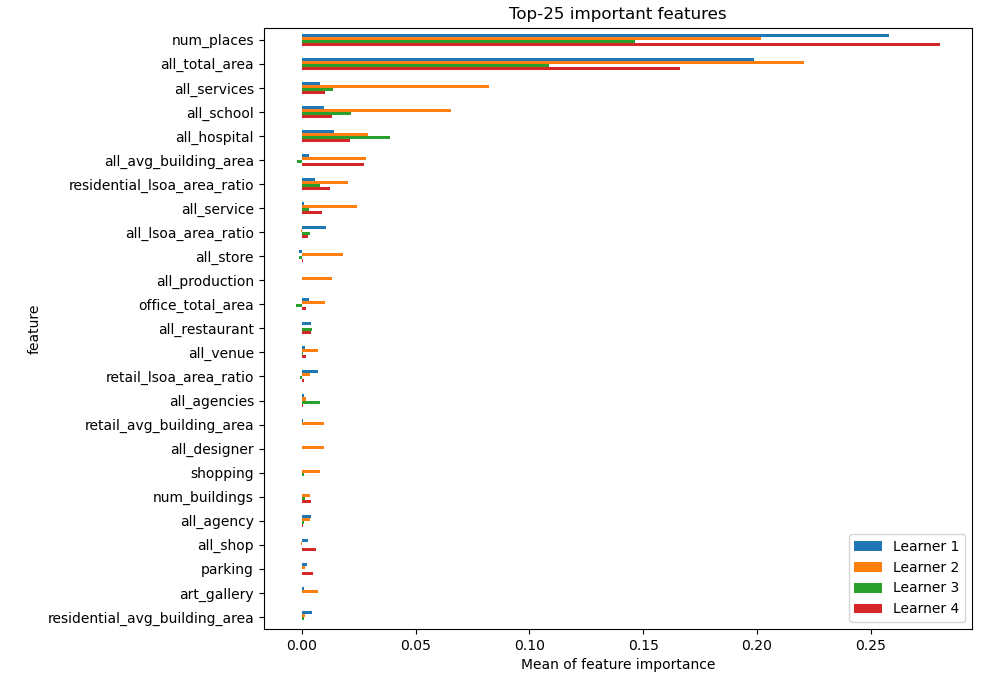 Top-25 important features
num_places
all_total_area
all_services
all_school
all_hospital
all_avg_building_area
residential_lsoa_area_ratio
all_service
all_lsoa_area_ratio
all_store
all_production
office_total_area
all_restaurant
all_venue
retail_lsoa_area_ratio
all_agencies
retail_avg_building_area
all_designer
shopping
num_buildings
all_agency
all_shop
parking
art_gallery
residential_avg_building_area
feature
Learner 1
Learner 2
Learner 3
Learner 4
0.00 0.05 0.10 0.15 0.20 0.25
Mean of feature importance